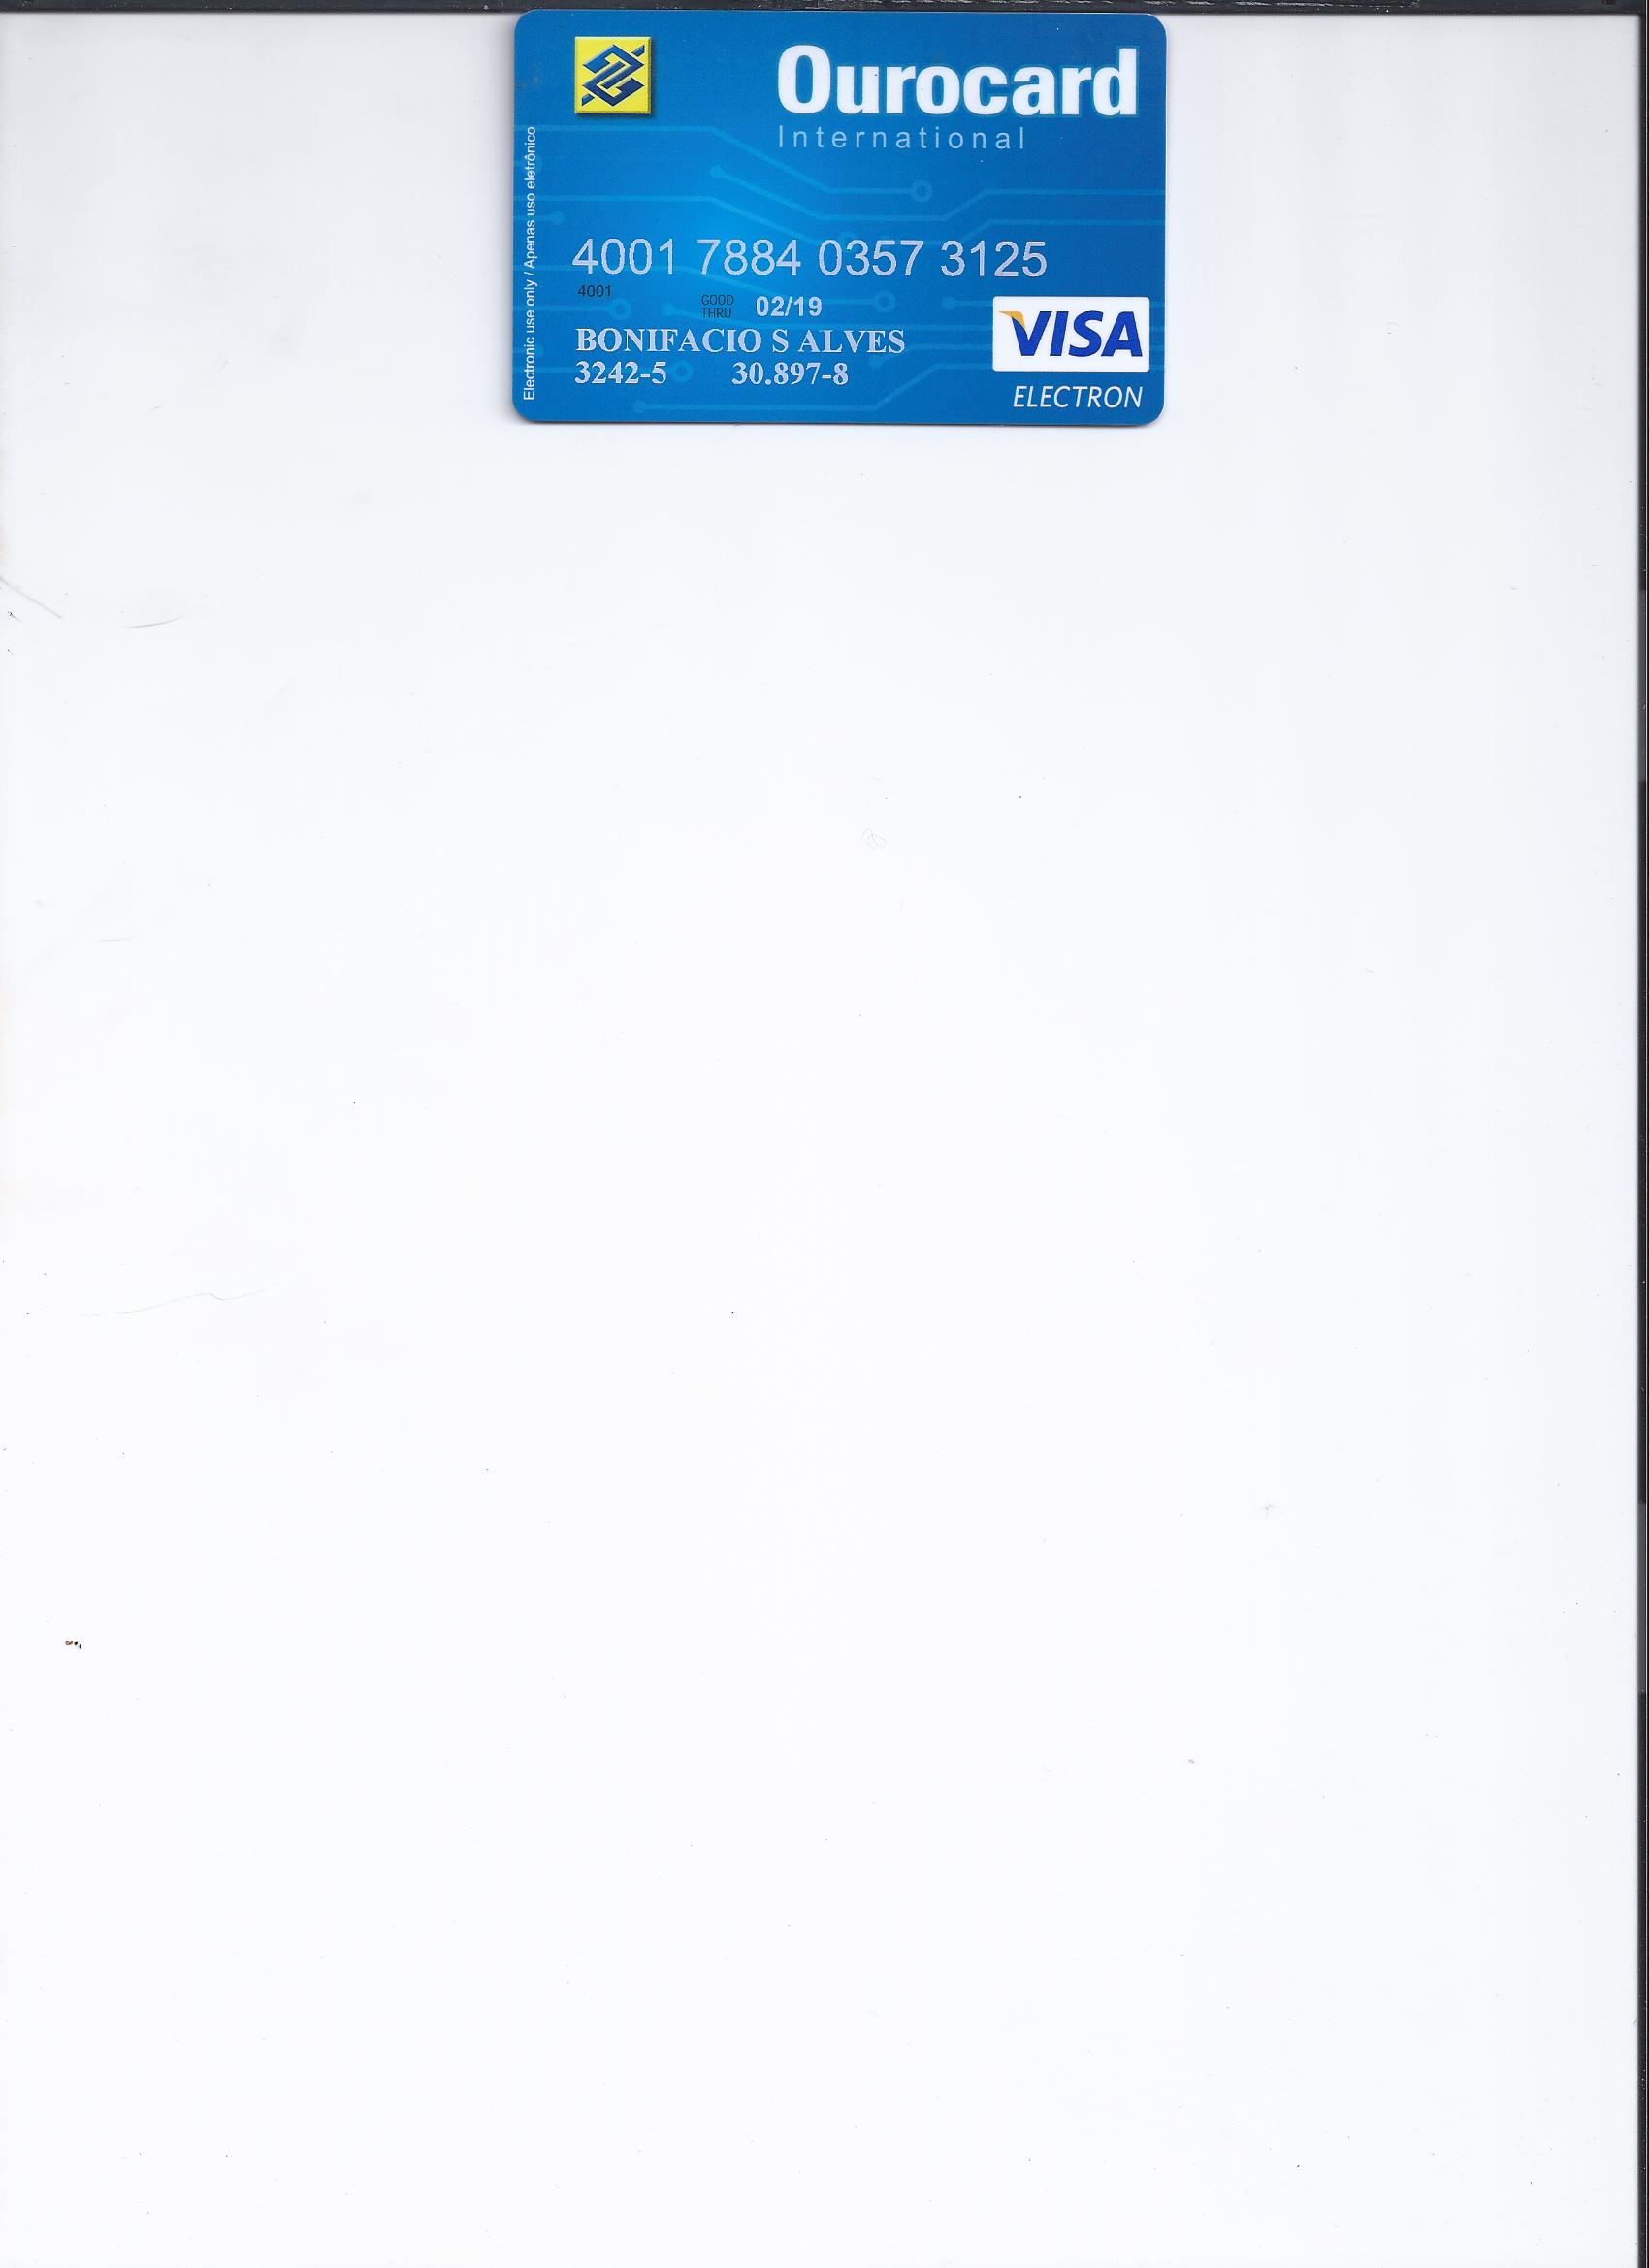 Ourocard
International
Electronic use only / Apenas uso eletrônico
4001 7884 0357 3125
4001
GOOD THRU 02/19
BONIFACIO S ALVES
3242-5 30.897-8
VISA
ELECTRON